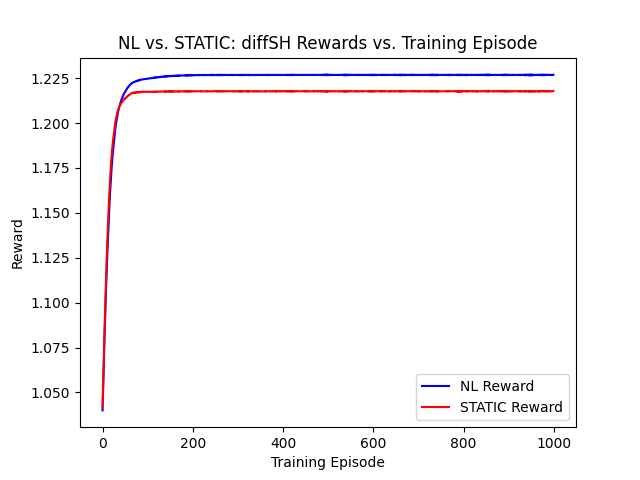 NL vs. STATIC: diffSH Rewards vs. Training Episode
1.225
1.200
1.175
1.150
1.125
1.100
1.075
1.050
Reward
NL Reward
STATIC Reward
0 200 400 600 800 1000
Training Episode